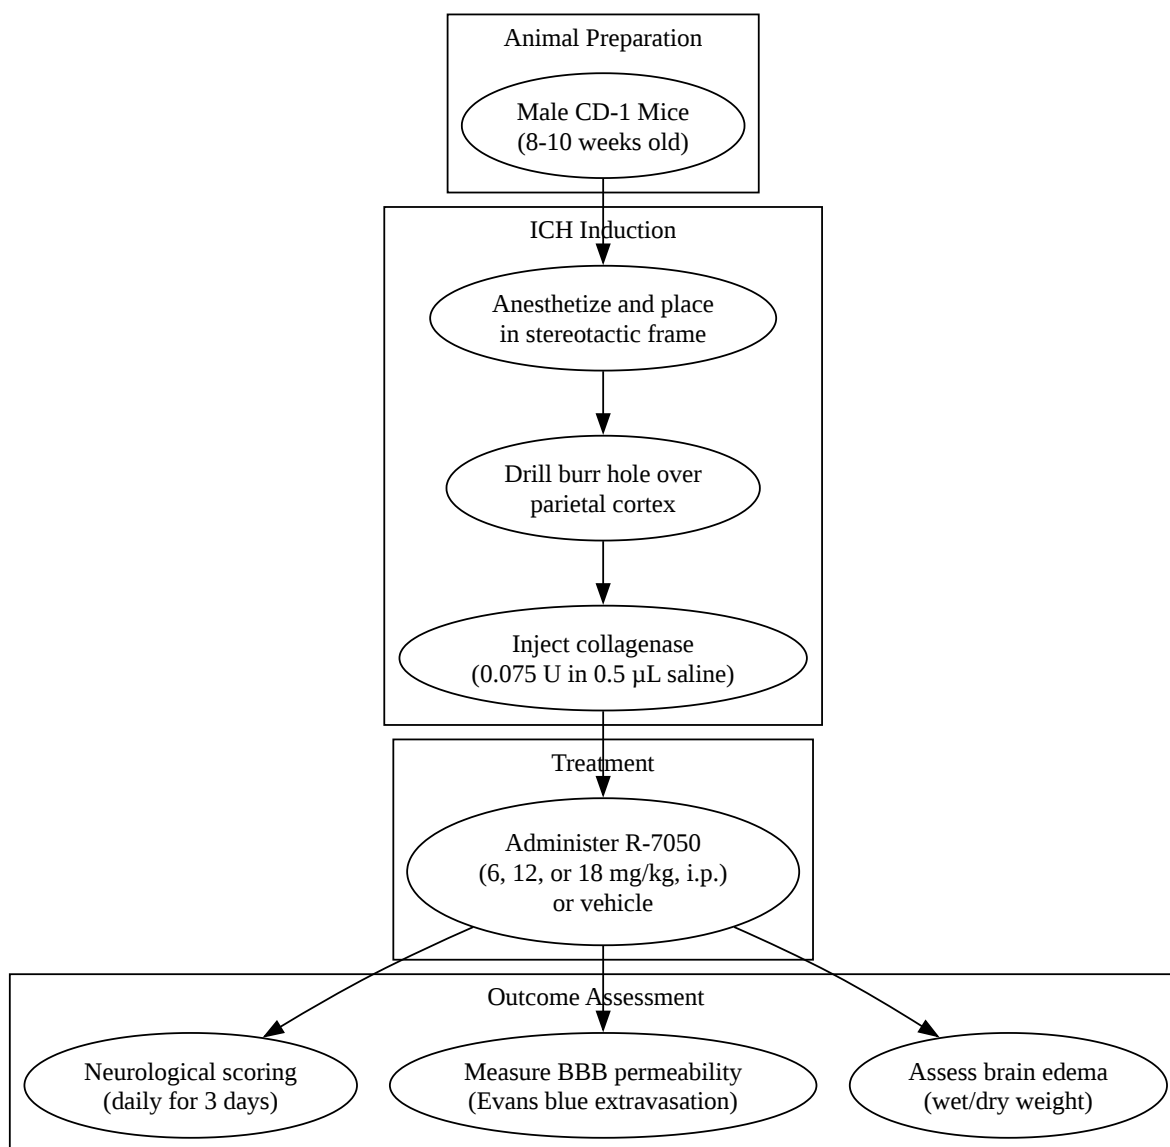 Animal Preparation
Male CD-1 Mice
(8-10 weeks old)
ICH Induction
Anesthetize and place
in stereotactic frame
Drill burr hole over
parietal cortex
Inject collagenase
(0.075 U in 0.5 µL saline)
Treatment
Administer R-7050
(6, 12, or 18 mg/kg, i.p.)
or vehicle
Outcome Assessment
Neurological scoring
(daily for 3 days)
Measure BBB permeability
(Evans blue extravasation)
Assess brain edema
(wet/dry weight)